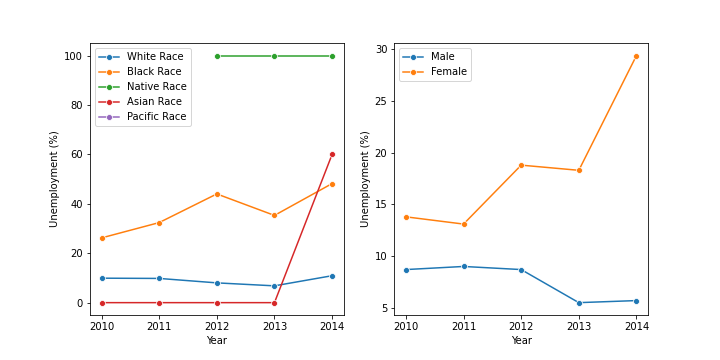 White Race
Black Race
Native Race
Asian Race
Pacific Race
100
80
60
40
20
0
Unemployment (%)
2010 2011 2012 2013 2014
Year
Male
Female
30
25
20
15
10
5
Unemployment (%)
2010 2011 2012 2013 2014
Year